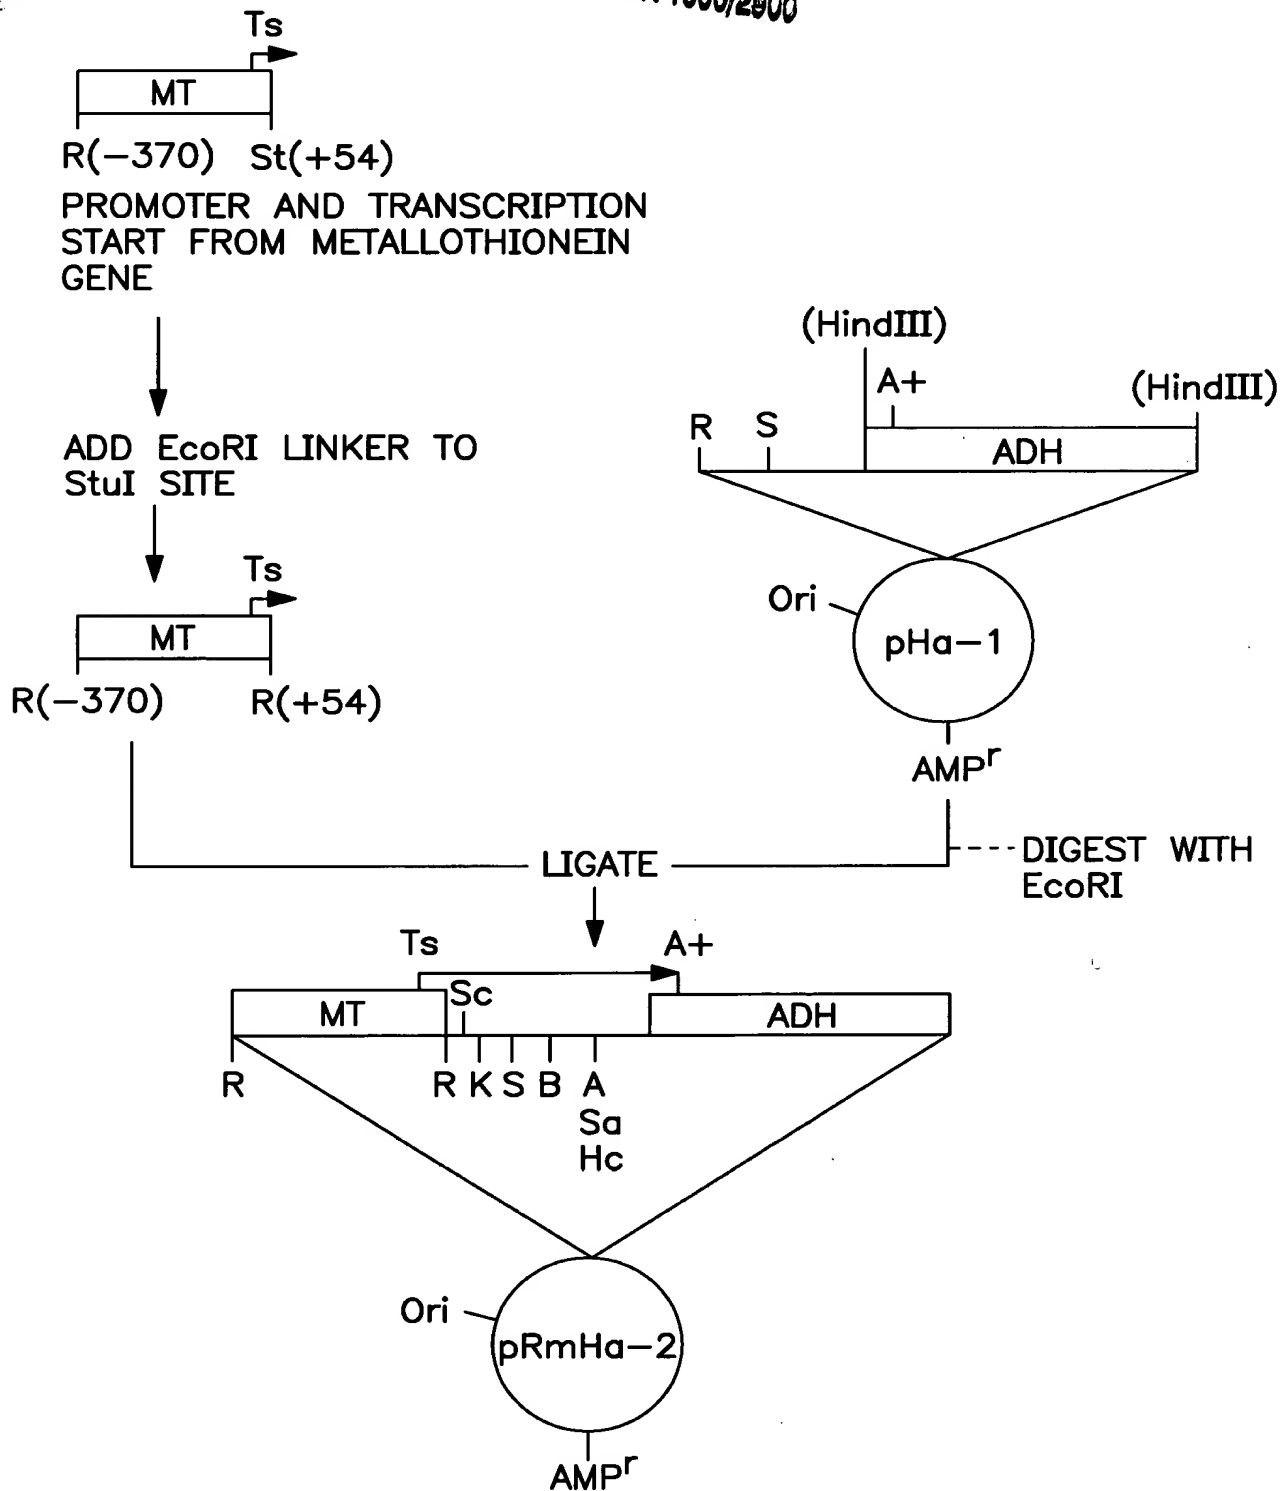 Ts
MT
R(−370) St(+54)
PROMOTER AND TRANSCRIPTION
START FROM METALLOTHIONEIN
GENE
ADD EcoRI LINKER TO
StuI SITE
Ts
MT
R(−370) R(+54)
(HindIII)
A+
(HindIII)
R S
ADH
Ori
pHa−1
AMPr
LIGATE
DIGEST WITH
EcoRI
Ts A+
Sc
MT ADH
R R K S B A
Sa
Hc
Ori
pRmHa−2
AMPr